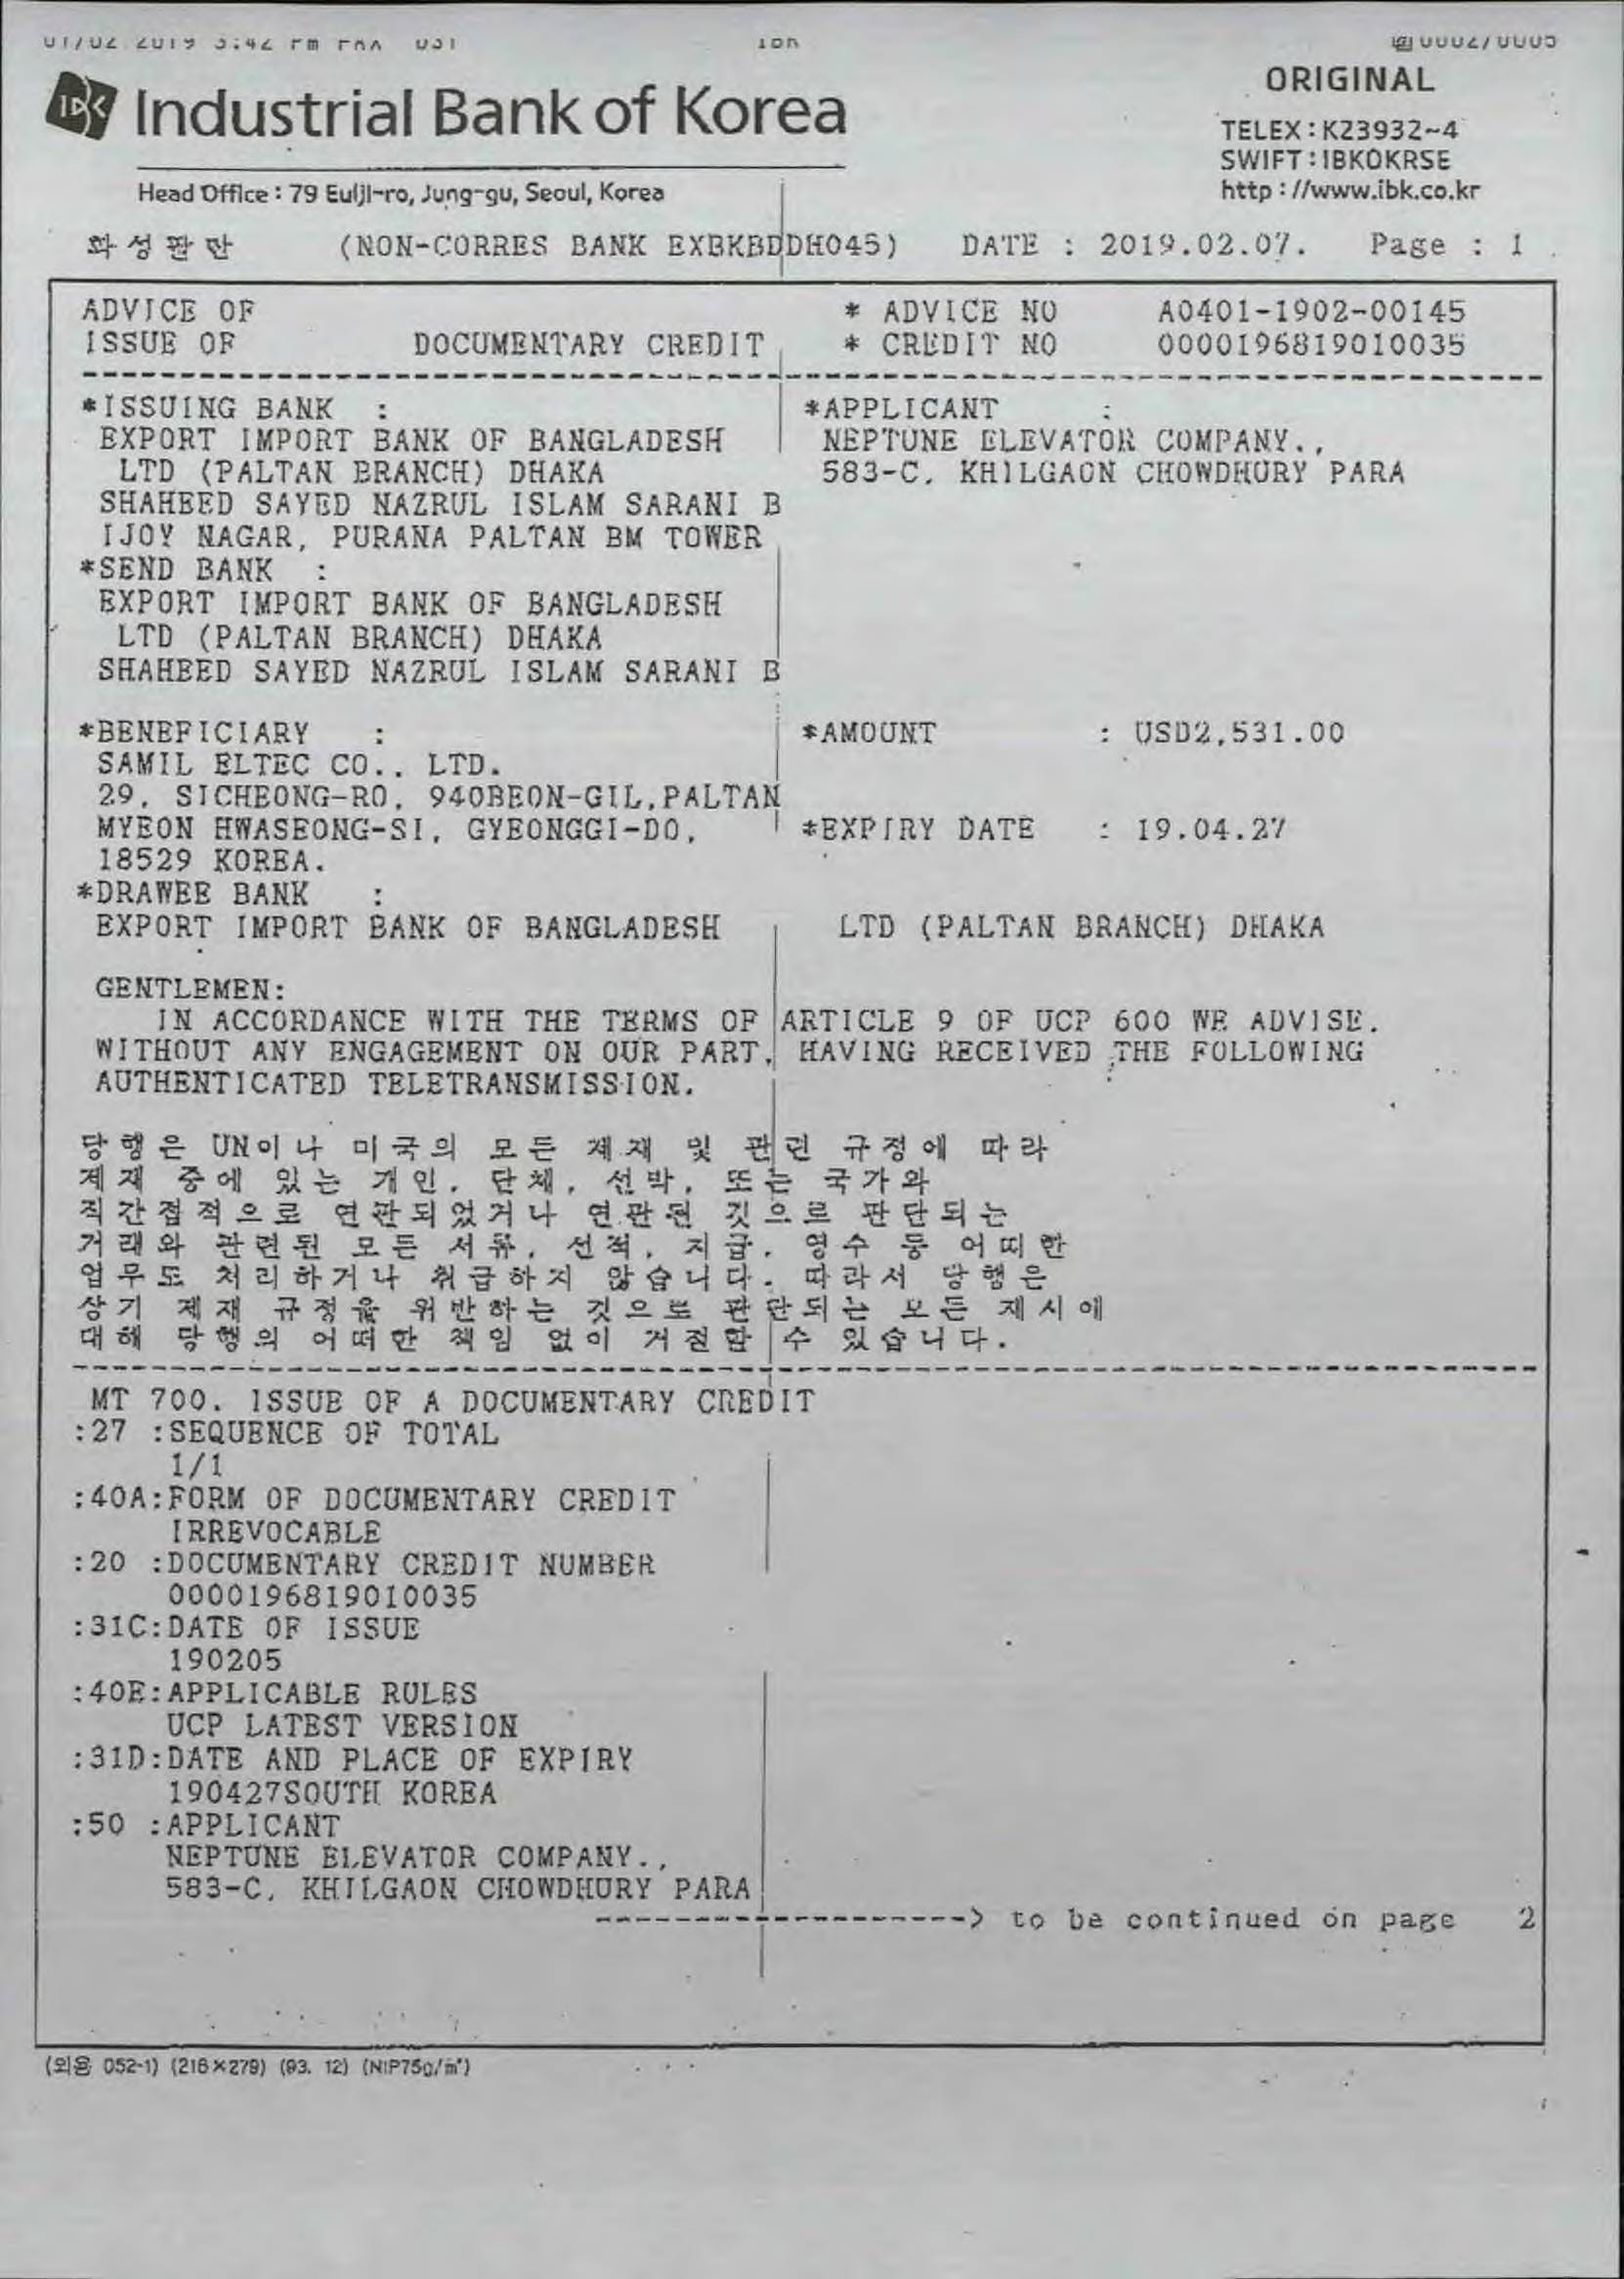 Industrial Bank of Korea
ORIGINAL
TELEX : K23932~4
SWIFT : IBKOKRSE
http : //www.ibk.co.kr
Head Office : 79 Eulji-ro, Jung-gu, Seoul, Korea
화성팔탄 (NON-CORRES BANK EXBKBDDH045) DATE : 2019.02.07. Page : 1
ADVICE OF * ADVICE NO A0401-1902-00145
ISSUE OF DOCUMENTARY CREDIT * CREDIT NO 0000196819010035
*ISSUING BANK : *APPLICANT :
EXPORT IMPORT BANK OF BANGLADESH NEPTUNE ELEVATOR COMPANY.,
LTD (PALTAN BRANCH) DHAKA 583-C, KHILGAON CHOWDHURY PARA
SHAHEED SAYED NAZRUL ISLAM SARANI B
IJOY NAGAR, PURANA PALTAN BM TOWER
*SEND BANK :
EXPORT IMPORT BANK OF BANGLADESH
LTD (PALTAN BRANCH) DHAKA
SHAHEED SAYED NAZRUL ISLAM SARANI B
*BENEFICIARY : *AMOUNT : USD2,531.00
SAMIL ELTEC CO., LTD.
29, SICHEONG-RO, 940BEON-GIL,PALTAN
MYEON HWASEONG-SI, GYEONGGI-DO, *EXPIRY DATE : 19.04.27
18529 KOREA.
*DRAWEE BANK :
EXPORT IMPORT BANK OF BANGLADESH LTD (PALTAN BRANCH) DHAKA
GENTLEMEN:
IN ACCORDANCE WITH THE TERMS OF ARTICLE 9 OF UCP 600 WE ADVISE,
WITHOUT ANY ENGAGEMENT ON OUR PART, HAVING RECEIVED THE FOLLOWING
AUTHENTICATED TELETRANSMISSION.
당행은 UN이나 미국의 모든 제재 및 관련 규정에 따라
제재 중에 있는 개인, 단체, 선박, 또는 국가와
직간접적으로 연관되었거나 연관된 것으로 판단되는
거래와 관련된 모든 서류, 선적, 지급, 영수 등 어떠한
업무도 처리하거나 취급하지 않습니다. 따라서 당행은
상기 제재 규정을 위반하는 것으로 판단되는 모든 제시에
대해 당행의 어떠한 책임 없이 거절할 수 있습니다.
MT 700. ISSUE OF A DOCUMENTARY CREDIT
:27 :SEQUENCE OF TOTAL
1/1
:40A:FORM OF DOCUMENTARY CREDIT
IRREVOCABLE
:20 :DOCUMENTARY CREDIT NUMBER
0000196819010035
:31C:DATE OF ISSUE
190205
:40E:APPLICABLE RULES
UCP LATEST VERSION
:31D:DATE AND PLACE OF EXPIRY
190427SOUTH KOREA
:50 :APPLICANT
NEPTUNE ELEVATOR COMPANY.,
583-C, KHILGAON CHOWDHURY PARA
--------------------> to be continued on page 2
(외용 052-1) (216×279) (93. 12) (NIP75g/㎡)